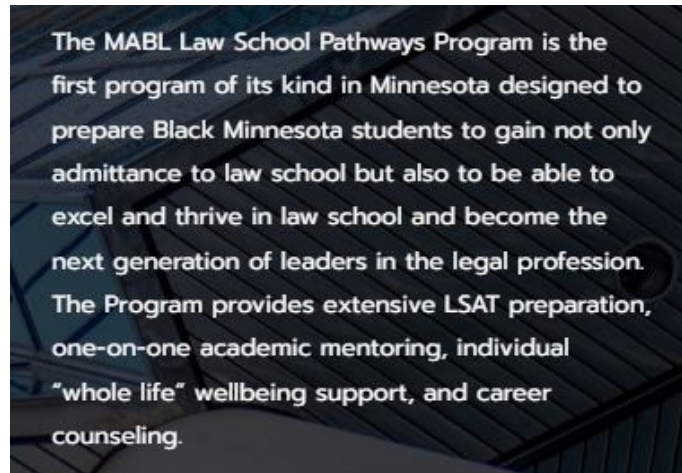 The MABL Law School Pathways Program is the
first program of its kind in Minnesota designed to
prepare Black Minnesota students to gain not only
admittance to law school but also to be able to
excel and thrive in law school and become the
next generation of leaders in the legal profession.
The Program provides extensive LSAT preparation,
one-on-one academic mentoring, individual
"whole life" wellbeing support, and career
counseling.